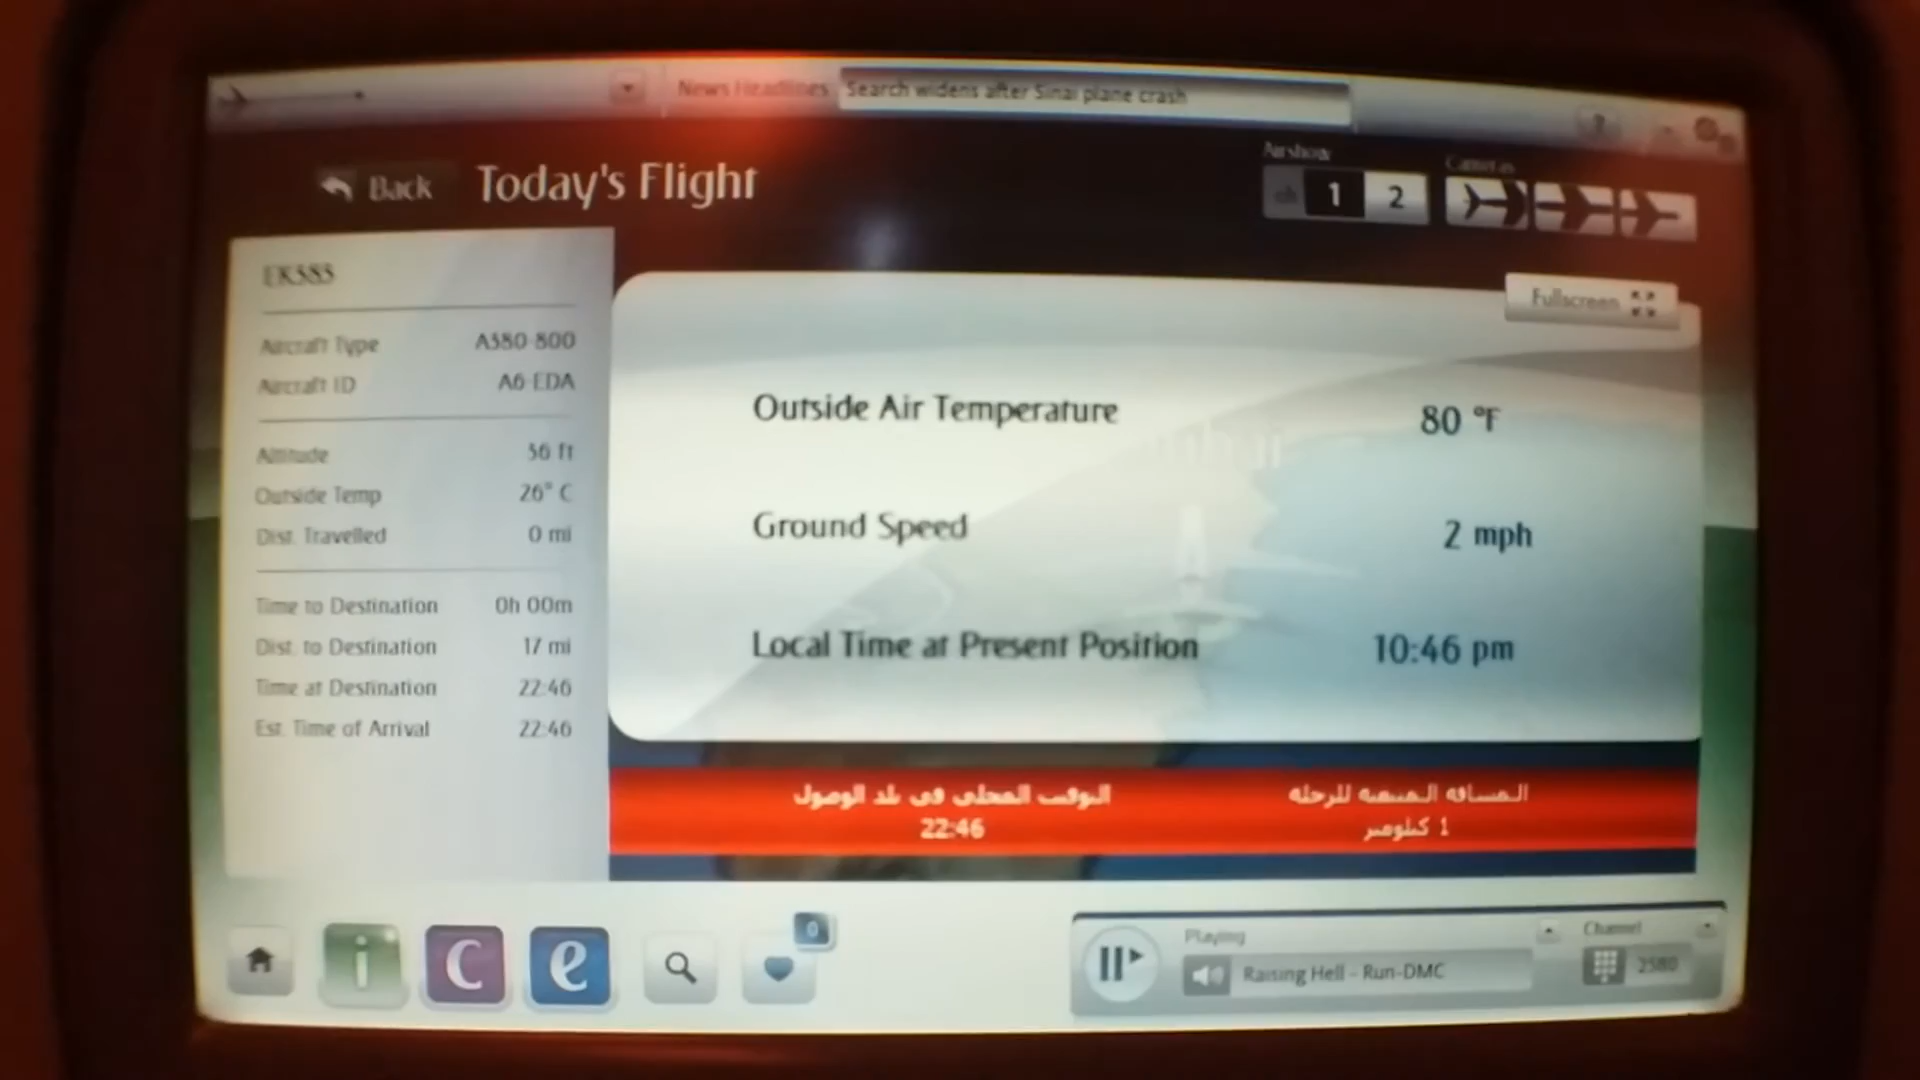 News Headlines Search widens after Sinai plane crash
Back Today's Flight
Airshow
1 2
Cameras
EK383
Fullscreen
Aircraft Type A380-800
Aircraft ID A6-EDA
Altitude 36 ft
Outside Temp 26° C
Dist. Travelled 0 mi
Time to Destination 0h 00m
Dist. to Destination 17 mi
Time at Destination 22:46
Est. Time of Arrival 22:46
Outside Air Temperature 80 °F
Ground Speed 2 mph
Local Time at Present Position 10:46 pm
المسافة المتبقية للرحلة
1 كيلومتر
التوقيت المحلي في بلد الوصول
22:46
i C e 0
Playing
Raising Hell - Run-DMC
Channel
2580